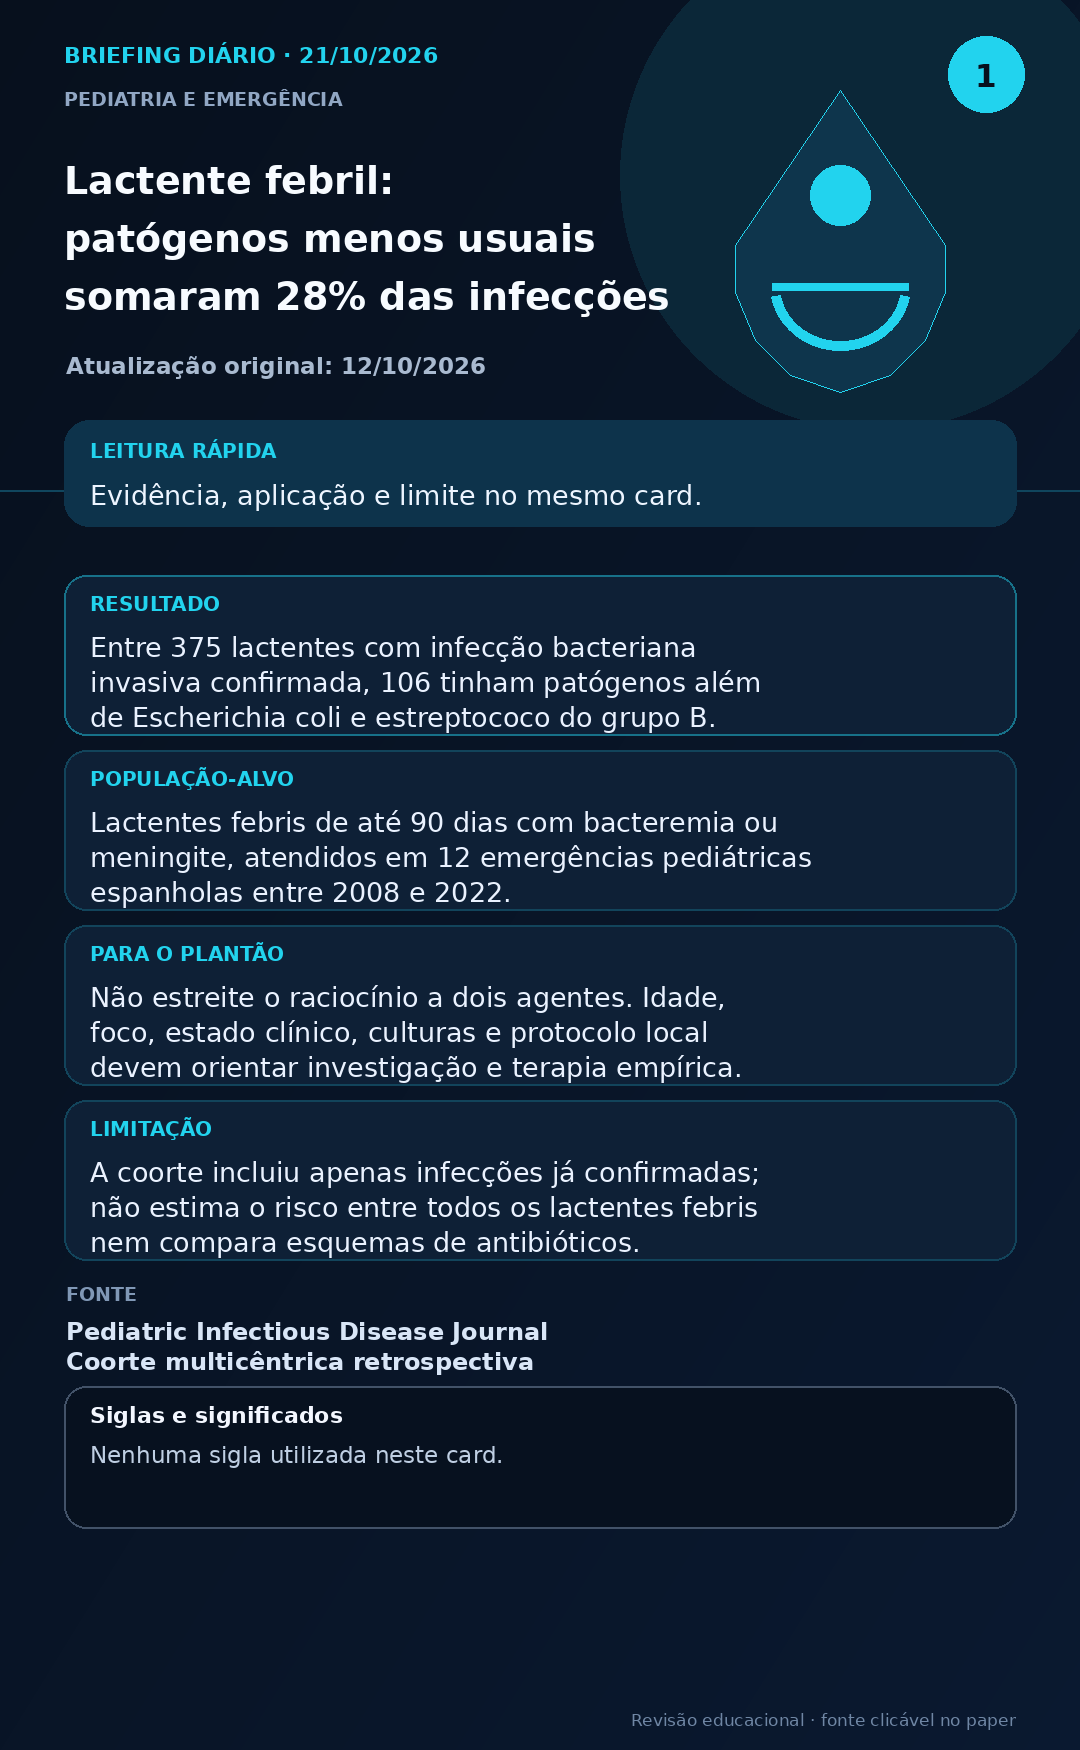 BRIEFING DIÁRIO · 21/10/2026
1
PEDIATRIA E EMERGÊNCIA
Lactente febril:
patógenos menos usuais
somaram 28% das infecções
Atualização original: 12/10/2026
LEITURA RÁPIDA
Evidência, aplicação e limite no mesmo card.
RESULTADO
Entre 375 lactentes com infecção bacteriana
invasiva confirmada, 106 tinham patógenos além
de Escherichia coli e estreptococo do grupo B.
POPULAÇÃO-ALVO
Lactentes febris de até 90 dias com bacteremia ou
meningite, atendidos em 12 emergências pediátricas
espanholas entre 2008 e 2022.
PARA O PLANTÃO
Não estreite o raciocínio a dois agentes. Idade,
foco, estado clínico, culturas e protocolo local
devem orientar investigação e terapia empírica.
LIMITAÇÃO
A coorte incluiu apenas infecções já confirmadas;
não estima o risco entre todos os lactentes febris
nem compara esquemas de antibióticos.
FONTE
Pediatric Infectious Disease Journal
Coorte multicêntrica retrospectiva
Siglas e significados
Nenhuma sigla utilizada neste card.
Revisão educacional · fonte clicável no paper